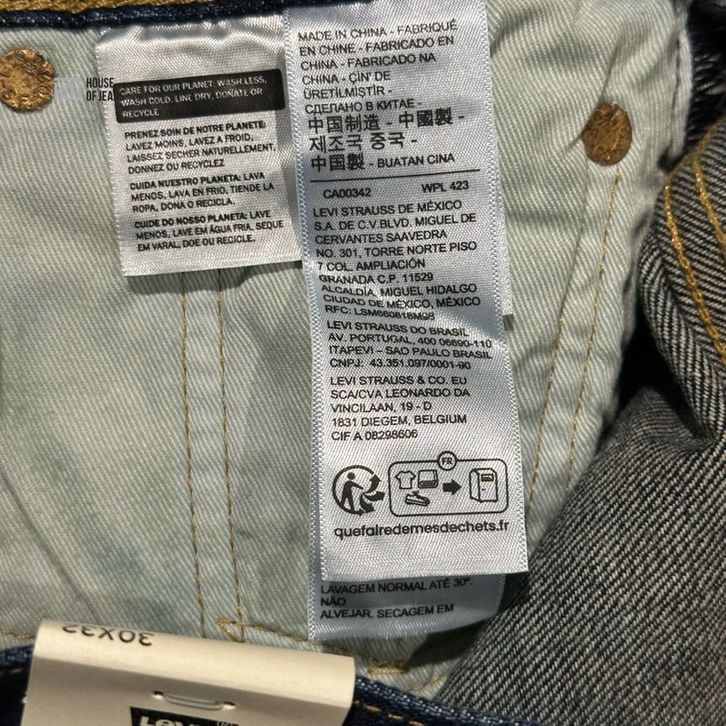 HOUSE
OF JEA
CARE FOR OUR PLANET: WASH LESS,
WASH COLD, LINE DRY, DONATE OR
RECYCLE
PRENEZ SOIN DE NOTRE PLANETE:
LAVEZ MOINS, LAVEZ A FROID,
LAISSEZ SECHER NATURELLEMENT,
DONNEZ OU RECYCLEZ
CUIDA NUESTRO PLANETA: LAVA
MENOS, LAVA EN FRIO, TIENDE LA
ROPA, DONA O RECICLA.
CUIDE DO NOSSO PLANETA: LAVE
MENOS, LAVE EM ÁGUA FRIA, SEQUE
EM VARAL, DOE OU RECICLE.
MADE IN CHINA - FABRIQUÉ
EN CHINE - FABRICADO EN
CHINA - FABRICADO NA
CHINA - ÇIN'DE
ÜRETİLMİŞTİR -
СДЕЛАНО В КИТАЕ -
中国制造 - 中國製 -
제조국 중국 -
中国製 - BUATAN CINA
CA00342 WPL 423
LEVI STRAUSS DE MÉXICO
S.A. DE C.V.BLVD. MIGUEL DE
CERVANTES SAAVEDRA
NO. 301, TORRE NORTE PISO
7 COL. AMPLIACIÓN
GRANADA C.P. 11529
ALCALDÍA, MIGUEL HIDALGO
CIUDAD DE MÉXICO, MÉXICO
RFC: LSM660818M98
LEVI STRAUSS DO BRASIL
AV. PORTUGAL, 400 06690-110
ITAPEVI - SAO PAULO BRASIL
CNPJ: 43.351.097/0001-90
LEVI STRAUSS & CO. EU
SCA/CVA LEONARDO DA
VINCILAAN, 19 - D
1831 DIEGEM, BELGIUM
CIF A 08298606
FR
quefairedemesdechets.fr
LAVAGEM NORMAL ATÉ 30º.
NÃO
ALVEJAR. SECAGEM EM
30X32